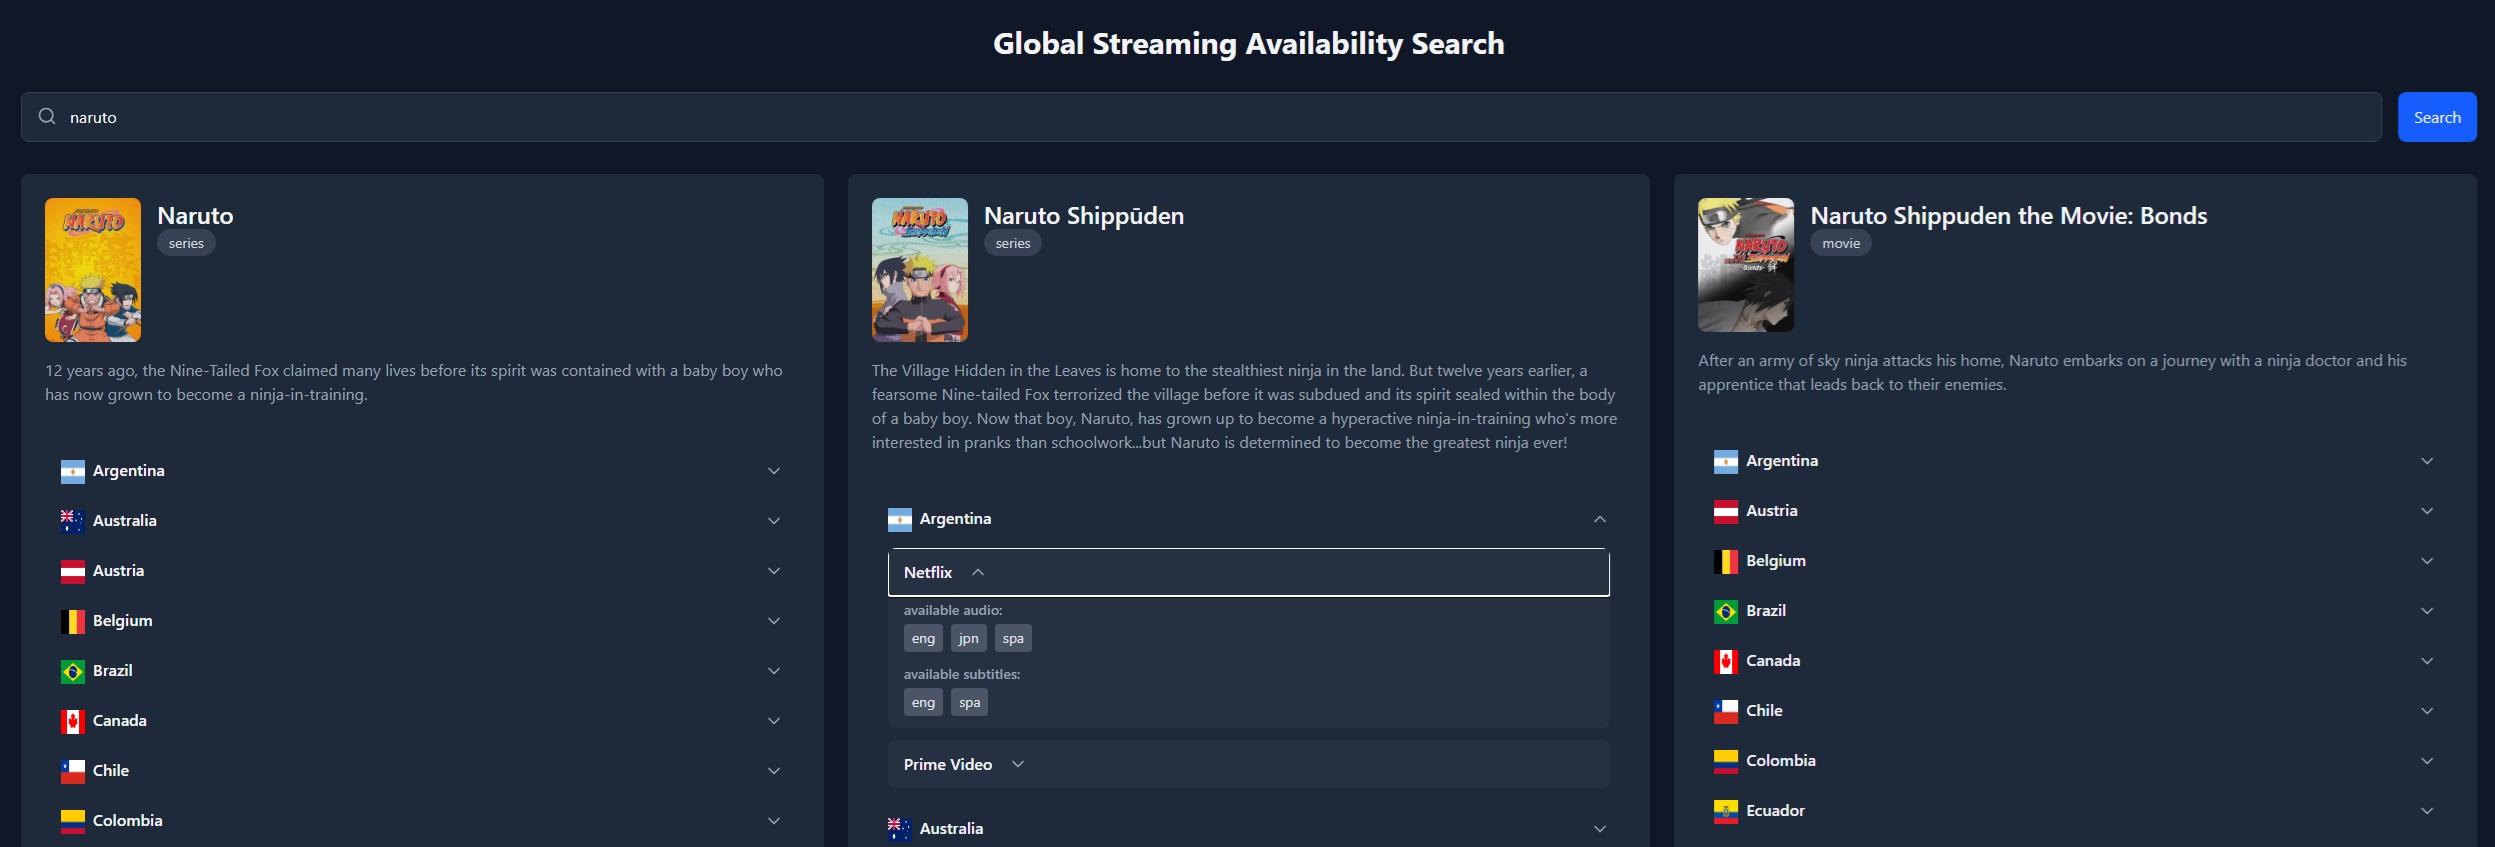 Global Streaming Availability Search
naruto
Search
NARUTO
Naruto
series
12 years ago, the Nine-Tailed Fox claimed many lives before its spirit was contained with a baby boy who
has now grown to become a ninja-in-training.
Argentina
Australia
Austria
Belgium
Brazil
Canada
Chile
Colombia
NARUTO
Naruto Shippūden
series
The Village Hidden in the Leaves is home to the stealthiest ninja in the land. But twelve years earlier, a
fearsome Nine-tailed Fox terrorized the village before it was subdued and its spirit sealed within the body
of a baby boy. Now that boy, Naruto, has grown up to become a hyperactive ninja-in-training who's more
interested in pranks than schoolwork...but Naruto is determined to become the greatest ninja ever!
Argentina
Netflix
available audio:
eng jpn spa
available subtitles:
eng spa
Prime Video
Australia
NARUTO
-Bonds-
Naruto Shippuden the Movie: Bonds
movie
After an army of sky ninja attacks his home, Naruto embarks on a journey with a ninja doctor and his
apprentice that leads back to their enemies.
Argentina
Austria
Belgium
Brazil
Canada
Chile
Colombia
Ecuador